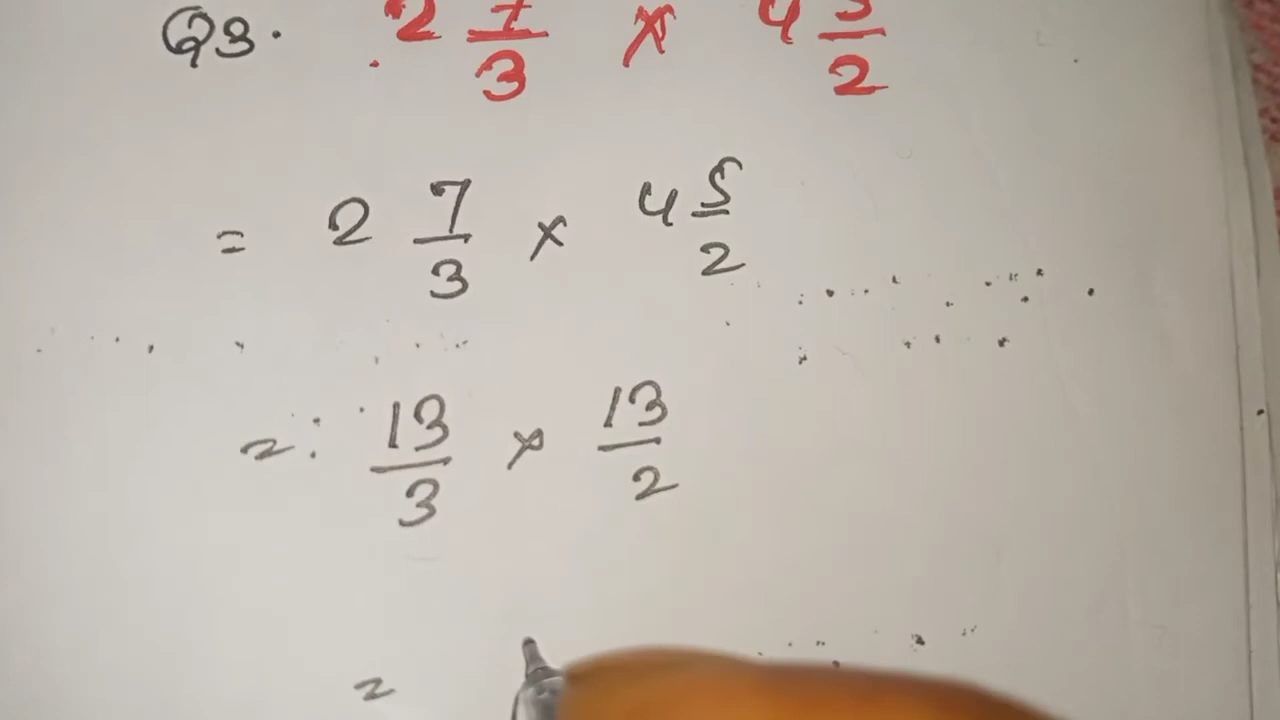 Q3. 2 7/3 × 4 5/2
= 2 7/3 × 4 5/2
= 13/3 × 13/2
=